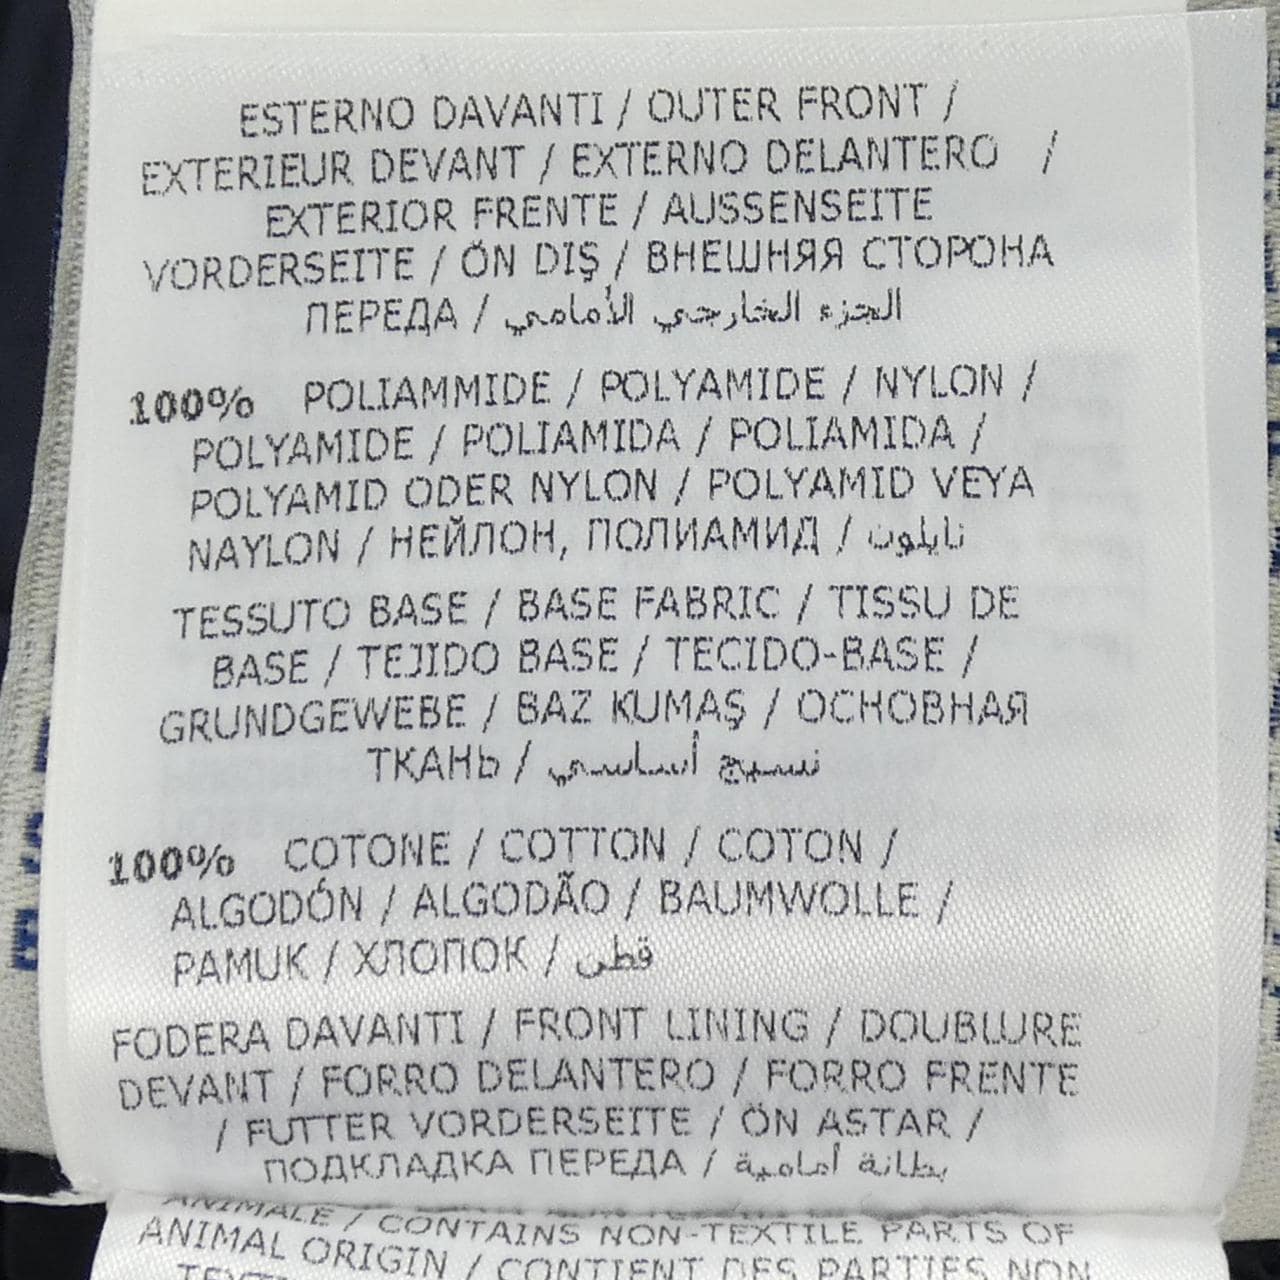 ESTERNO DAVANTI / OUTER FRONT /
EXTERIEUR DEVANT / EXTERNO DELANTERO /
EXTERIOR FRENTE / AUSSENSEITE
VORDERSEITE / ÖN DIŞ / ВНЕШНЯЯ СТОРОНА
ПЕРЕДА / الجزء الخارجي الأمامي
100% POLIAMMIDE / POLYAMIDE / NYLON /
POLYAMIDE / POLIAMIDA / POLIAMIDA /
POLYAMID ODER NYLON / POLYAMID VEYA
NAYLON / НЕЙЛОН, ПОЛИАМИД / نايلون
TESSUTO BASE / BASE FABRIC / TISSU DE
BASE / TEJIDO BASE / TECIDO-BASE /
GRUNDGEWEBE / BAZ KUMAŞ / ОСНОВНАЯ
ТКАНЬ / نسيج أساسي
100% COTONE / COTTON / COTON /
ALGODÓN / ALGODÃO / BAUMWOLLE /
PAMUK / ХЛОПОК / قطن
FODERA DAVANTI / FRONT LINING / DOUBLURE
DEVANT / FORRO DELANTERO / FORRO FRENTE
/ FUTTER VORDERSEITE / ÖN ASTAR /
ПОДКЛАДКА ПЕРЕДА / بطانة أمامية
ANIMALE / CONTAINS NON-TEXTILE PARTS OF
ANIMAL ORIGIN / CONTIENT DES PARTIES NON